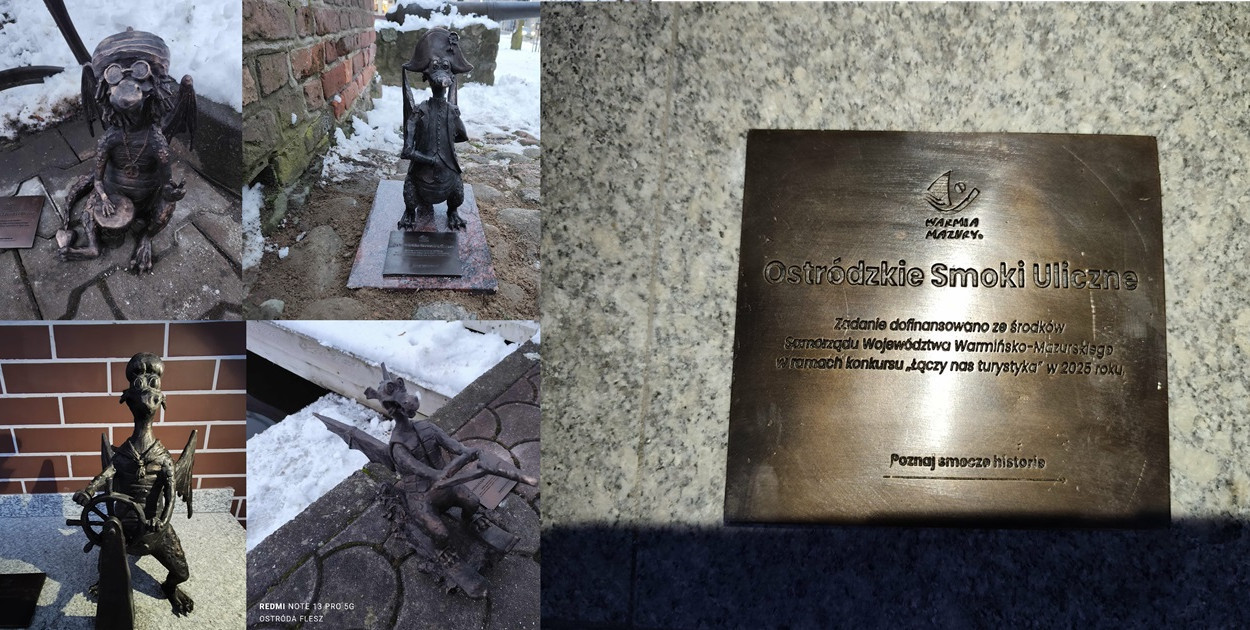 WARMIA
MAZURY.
Ostródzkie Smoki Uliczne
Zadanie dofinansowano ze środków
Samorządu Województwa Warmińsko-Mazurskiego
w ramach konkursu „Łączy nas turystyka” w 2025 roku
Poznaj smocze historie
REDMI NOTE 13 PRO 5G
OSTRÓDA FLESZ